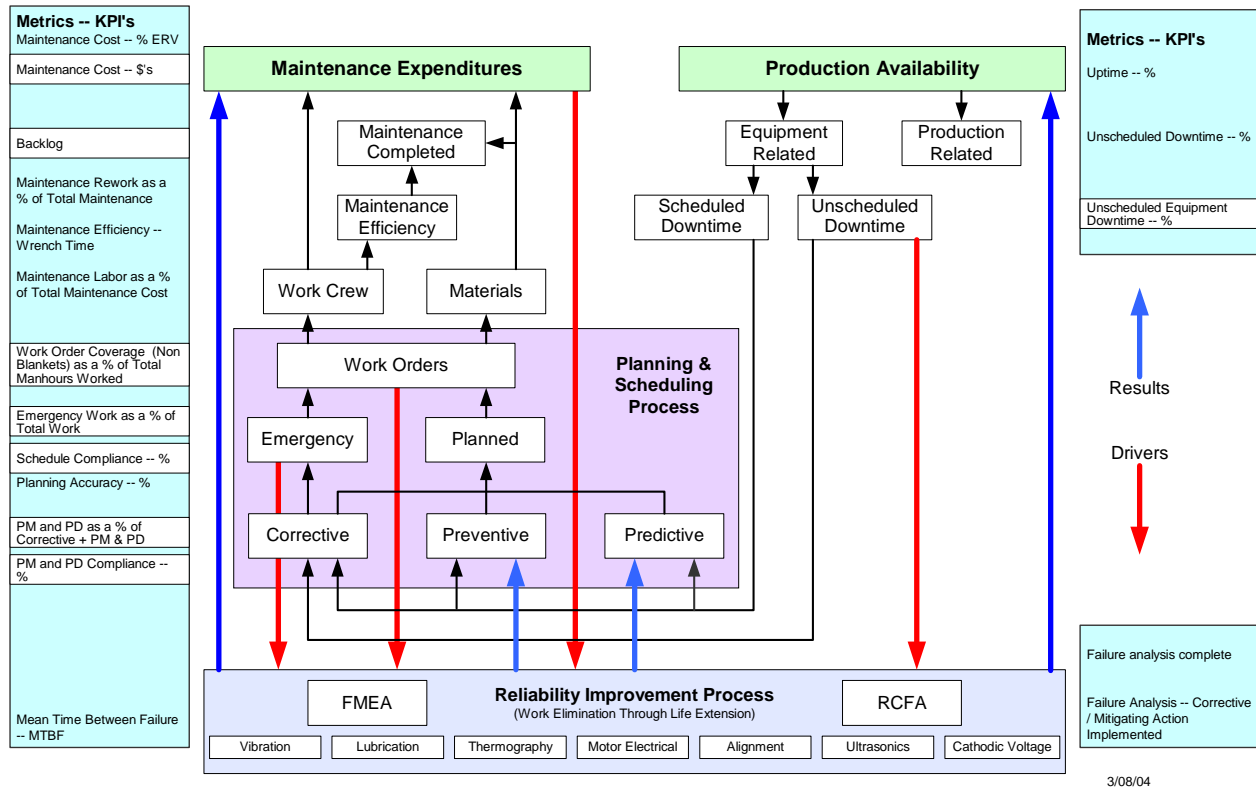 Metrics -- KPI's
Maintenance Cost -- % ERV
Maintenance Cost -- $'s
Backlog
Maintenance Rework as a
% of Total Maintenance
Maintenance Efficiency --
Wrench Time
Maintenance Labor as a %
of Total Maintenance Cost
Work Order Coverage (Non
Blankets) as a % of Total
Manhours Worked
Emergency Work as a % of
Total Work
Schedule Compliance -- %
Planning Accuracy -- %
PM and PD as a % of
Corrective + PM & PD
PM and PD Compliance --
%
Mean Time Between Failure
-- MTBF
Maintenance Expenditures
Production Availability
Maintenance
Completed
Equipment
Related
Production
Related
Maintenance
Efficiency
Scheduled
Downtime
Unscheduled
Downtime
Work Crew
Materials
Work Orders
Planning &
Scheduling
Process
Emergency
Planned
Corrective
Preventive
Predictive
Reliability Improvement Process
(Work Elimination Through Life Extension)
FMEA
RCFA
Vibration
Lubrication
Thermography
Motor Electrical
Alignment
Ultrasonics
Cathodic Voltage
Metrics -- KPI's
Uptime -- %
Unscheduled Downtime -- %
Unscheduled Equipment
Downtime -- %
Results
Drivers
Failure analysis complete
Failure Analysis -- Corrective
/ Mitigating Action
Implemented
3/08/04